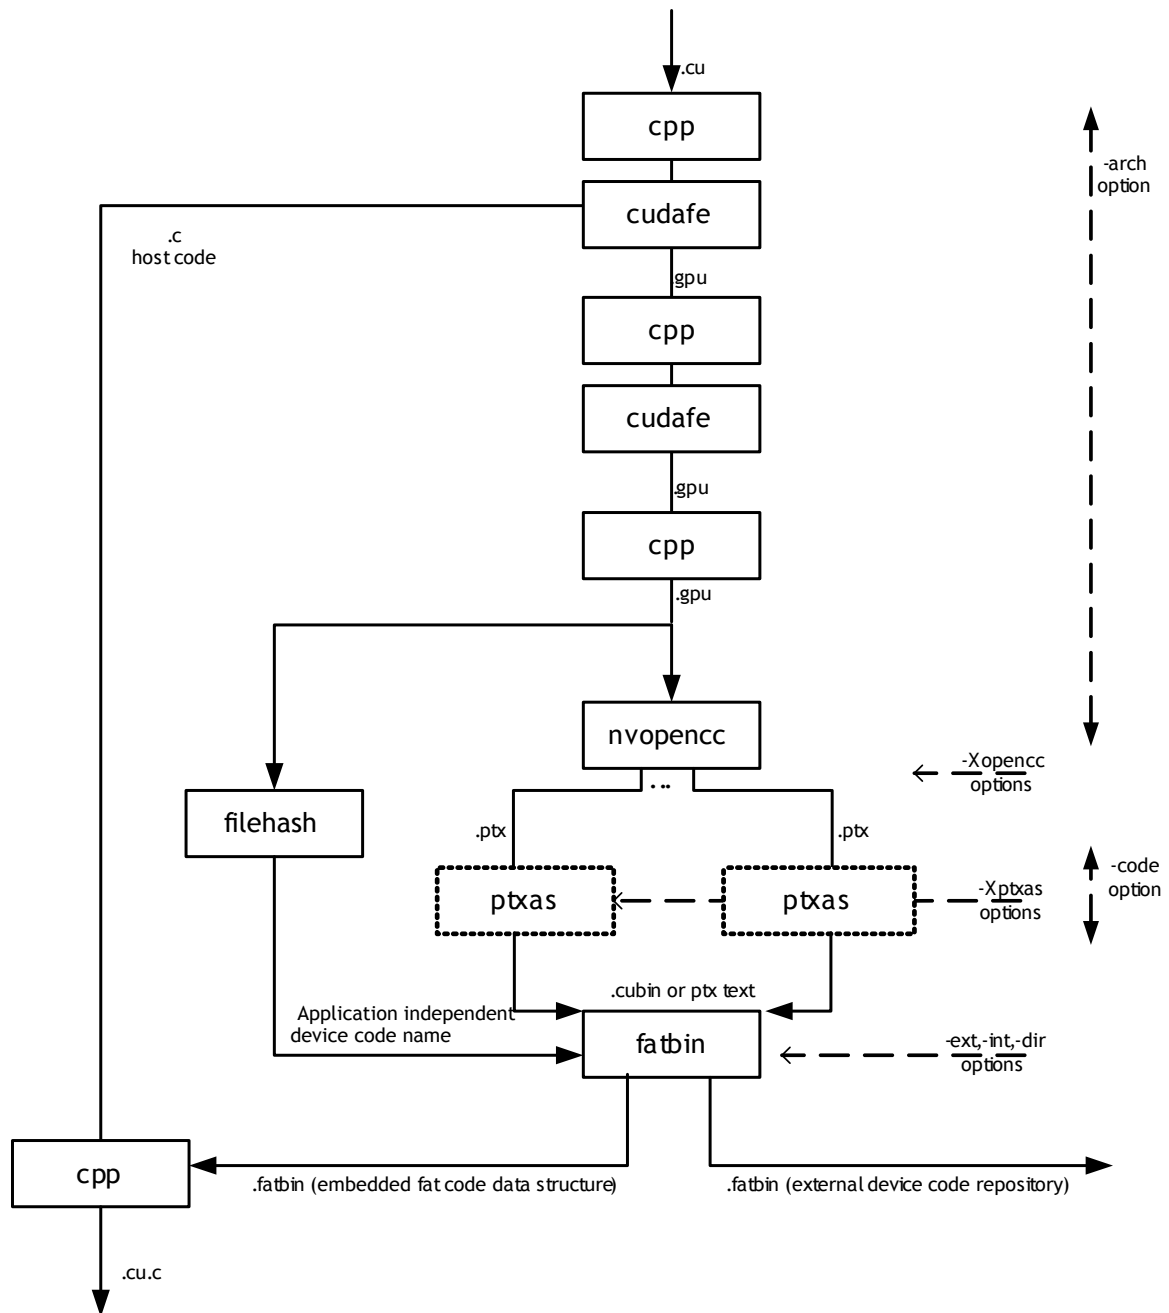 .cu
cpp
-arch
option
cudafe
.c
host code
.gpu
cpp
cudafe
.gpu
cpp
.gpu
nvopencc
-Xopencc
options
. ..
filehash
.ptx
.ptx
-code
option
ptxas
ptxas
-Xptxas
options
.cubin or ptx text
Application independent
device code name
fatbin
-ext,-int,-dir
options
cpp
.fatbin (embedded fat code data structure)
.fatbin (external device code repository)
.cu.c